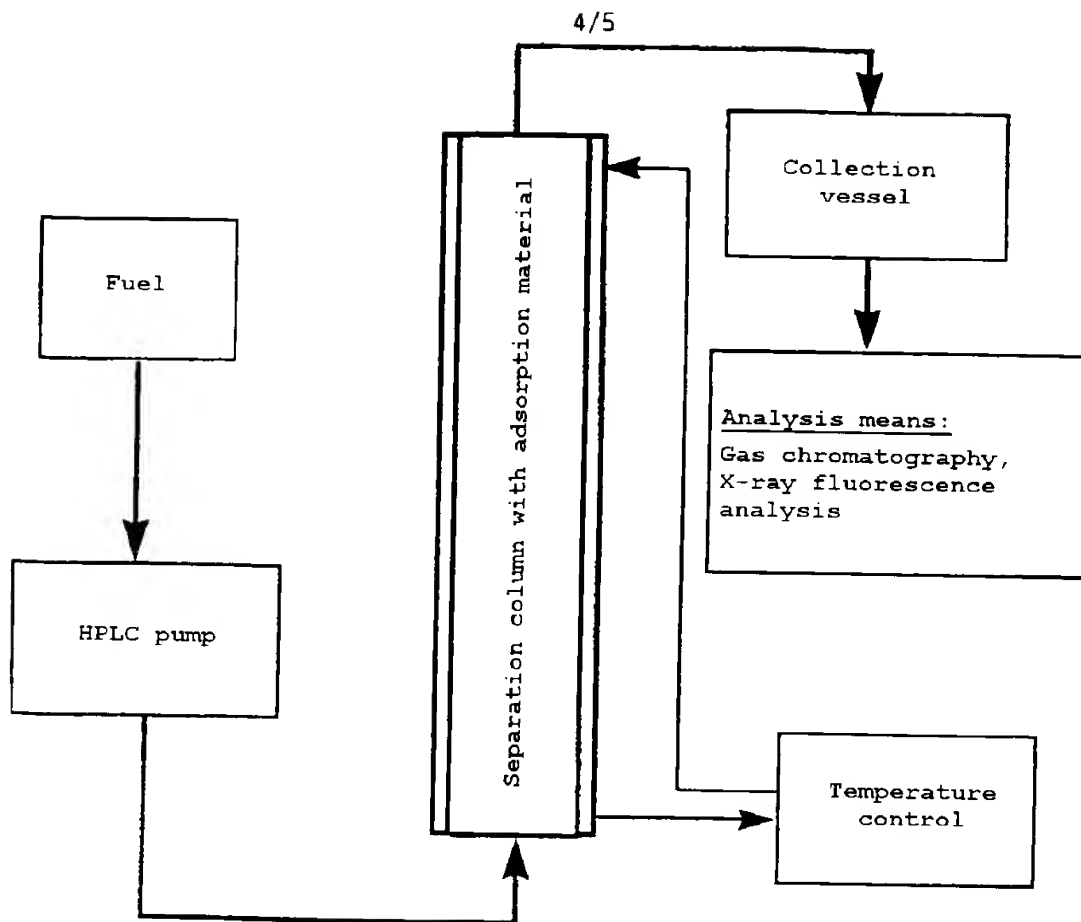 4/5
Collection
vessel
Fuel
Separation column with adsorption material
Analysis means:
Gas chromatography,
X-ray fluorescence
analysis
HPLC pump
Temperature
control